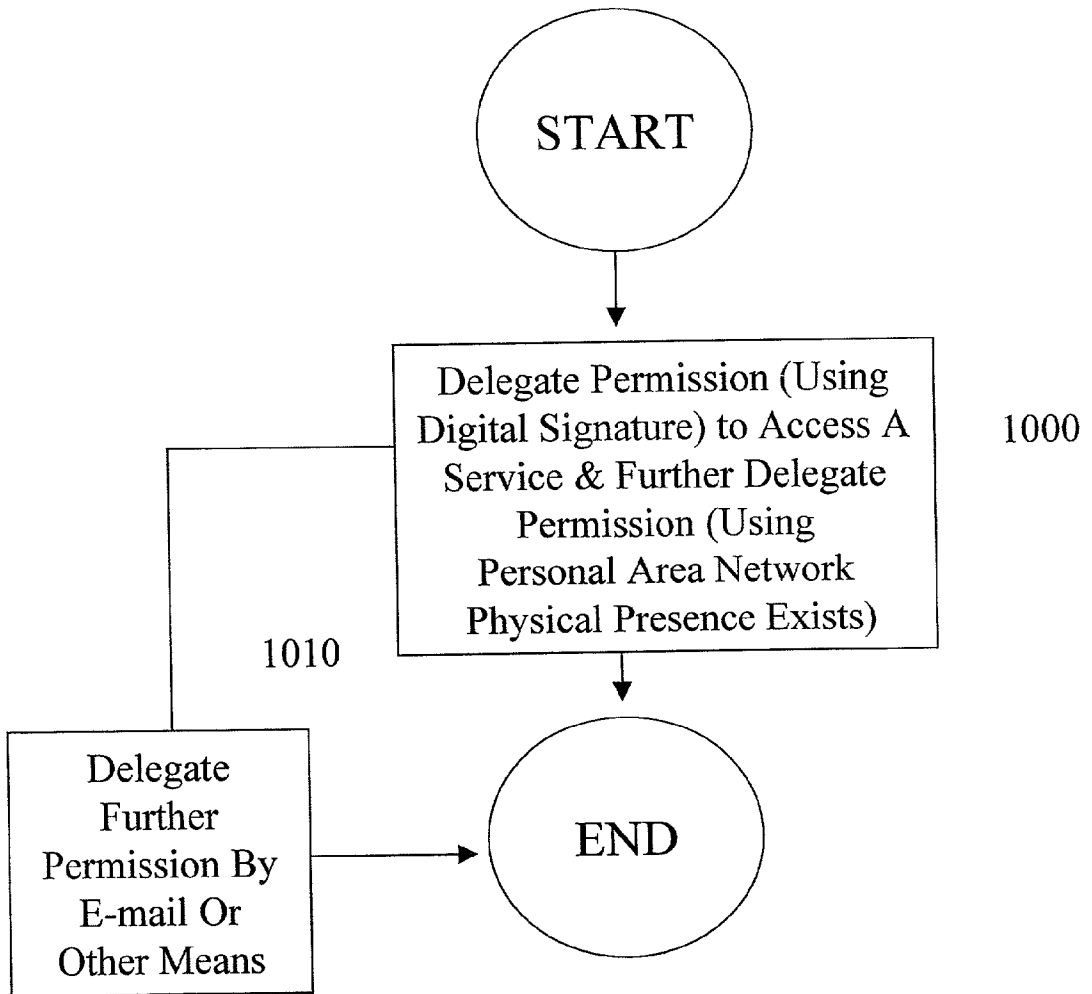 START
Delegate Permission (Using
Digital Signature) to Access A
Service & Further Delegate
Permission (Using
Personal Area Network
Physical Presence Exists)
1000
1010
Delegate
Further
Permission By
E-mail Or
Other Means
END